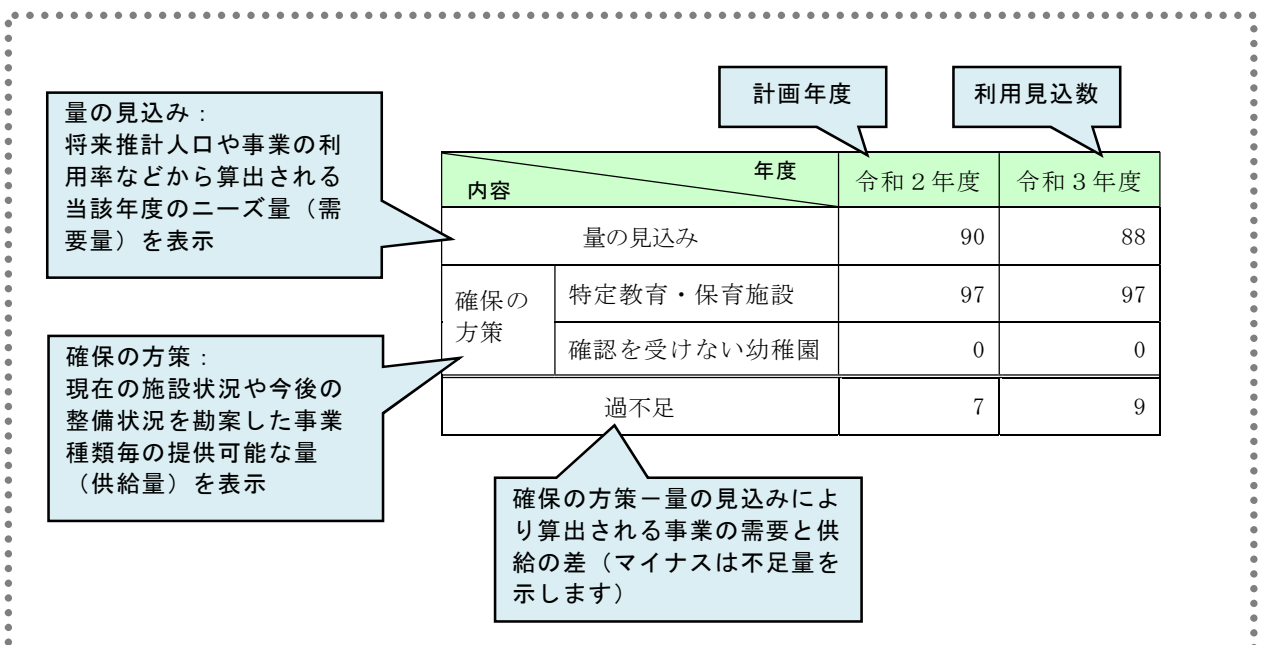 計画年度
利用見込数
量の見込み：
将来推計人口や事業の利
用率などから算出される
当該年度のニーズ量（需
要量）を表示
年度
内容
令和２年度
令和３年度
量の見込み
90
88
確保の
方策
特定教育・保育施設
97
97
確認を受けない幼稚園
0
0
過不足
7
9
確保の方策：
現在の施設状況や今後の
整備状況を勘案した事業
種類毎の提供可能な量
（供給量）を表示
確保の方策－量の見込みによ
り算出される事業の需要と供
給の差（マイナスは不足量を
示します）